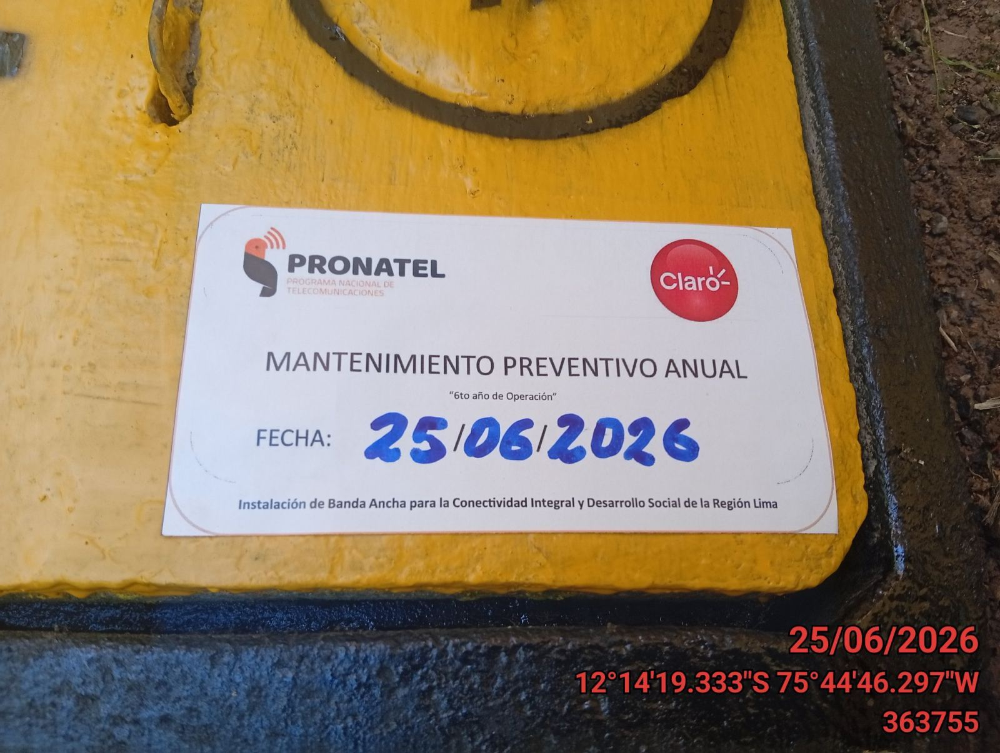 PRONATEL
PROGRAMA NACIONAL DE
TELECOMUNICACIONES
Claro
MANTENIMIENTO PREVENTIVO ANUAL
“6to año de Operación”
FECHA: 25/06/2026
Instalación de Banda Ancha para la Conectividad Integral y Desarrollo Social de la Región Lima
25/06/2026
12°14'19.333"S 75°44'46.297"W
363755